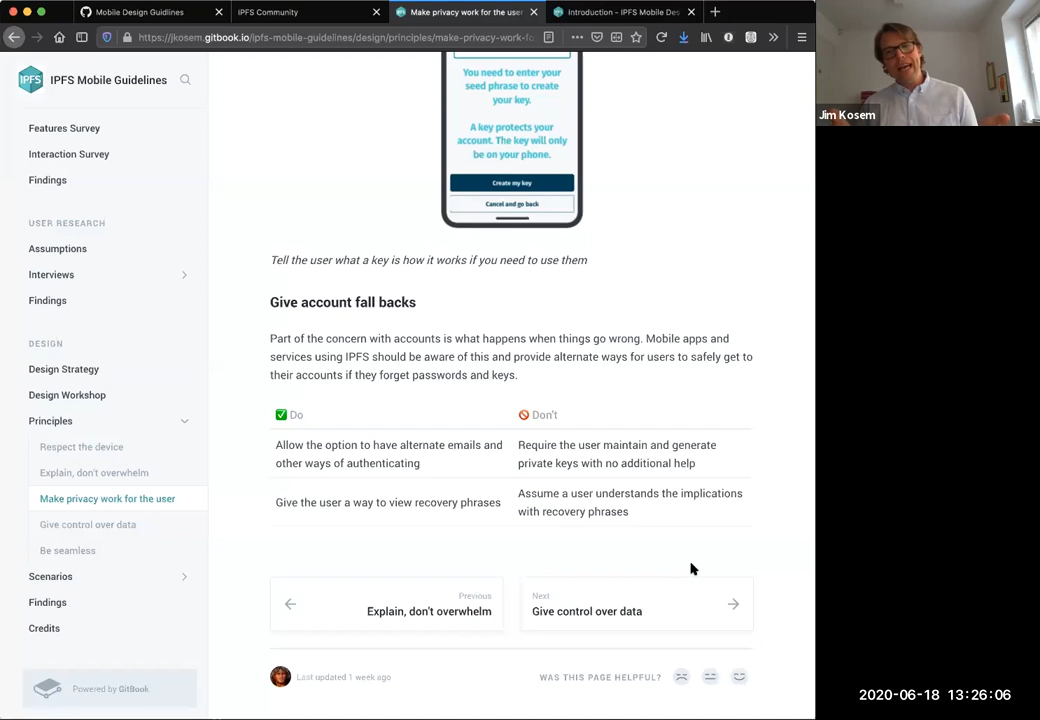 Mobile Design Guidlines
IPFS Community
Make privacy work for the user
Introduction - IPFS Mobile Des
https://jkosem.gitbook.io/ipfs-mobile-guidelines/design/principles/make-privacy-work-fo
IPFS
IPFS Mobile Guidelines
Features Survey
Interaction Survey
Findings
USER RESEARCH
Assumptions
Interviews
Findings
DESIGN
Design Strategy
Design Workshop
Principles
Respect the device
Explain, don't overwhelm
Make privacy work for the user
Give control over data
Be seamless
Scenarios
Findings
Credits
Powered by GitBook
You need to enter your
seed phrase to create
your key.
A key protects your
account. The key will only
be on your phone.
Create my key
Cancel and go back
Tell the user what a key is how it works if you need to use them
Give account fall backs
Part of the concern with accounts is what happens when things go wrong. Mobile apps and
services using IPFS should be aware of this and provide alternate ways for users to safely get to
their accounts if they forget passwords and keys.
Do
Don't
Allow the option to have alternate emails and
other ways of authenticating
Require the user maintain and generate
private keys with no additional help
Give the user a way to view recovery phrases
Assume a user understands the implications
with recovery phrases
Previous
Explain, don't overwhelm
Next
Give control over data
Last updated 1 week ago
WAS THIS PAGE HELPFUL?
Jim Kosem
2020-06-18 13:26:06